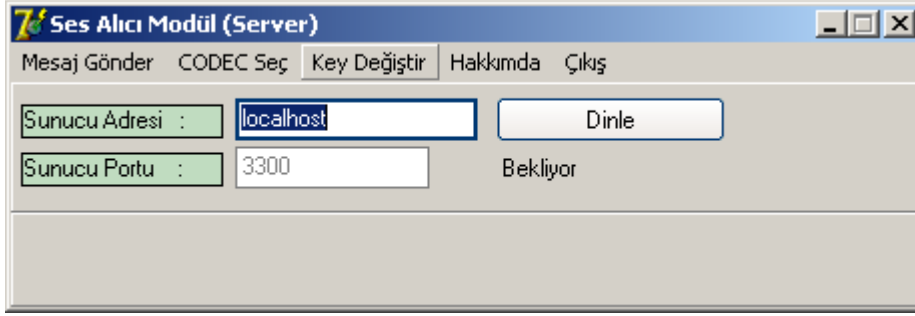 Ses Alıcı Modül (Server)
Mesaj Gönder CODEC Seç Key Değiştir Hakkımda Çıkış
Sunucu Adresi : localhost Dinle
Sunucu Portu : 3300 Bekliyor